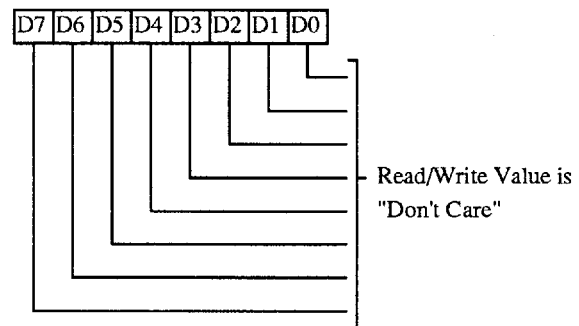 D7 D6 D5 D4 D3 D2 D1 D0
Read/Write Value is
"Don't Care"